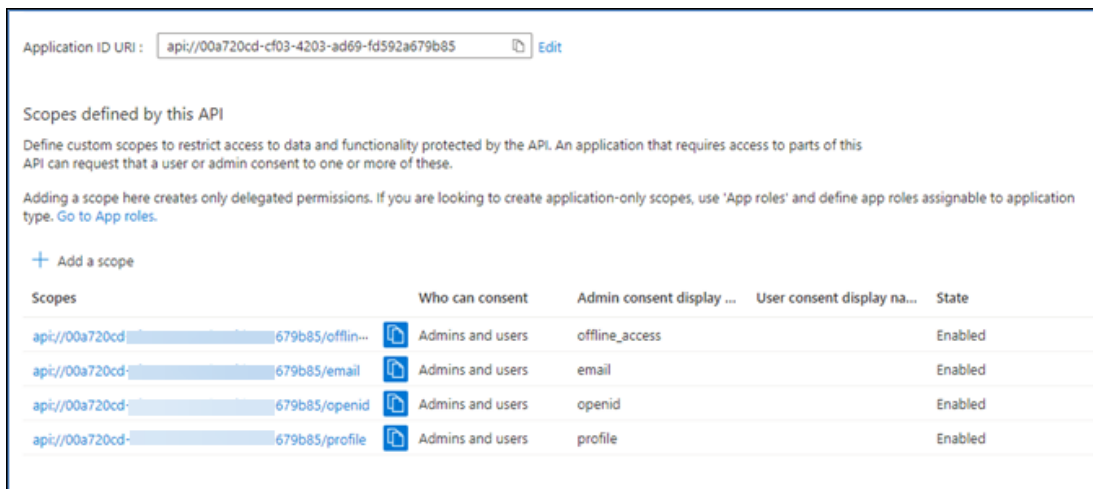 Application ID URI : api://00a720cd-cf03-4203-ad69-fd592a679b85 Edit
Scopes defined by this API
Define custom scopes to restrict access to data and functionality protected by the API. An application that requires access to parts of this
API can request that a user or admin consent to one or more of these.
Adding a scope here creates only delegated permissions. If you are looking to create application-only scopes, use 'App roles' and define app roles assignable to application
type. Go to App roles.
+ Add a scope
Scopes Who can consent Admin consent display ... User consent display na... State
api://00a720cd 679b85/offlin... Admins and users offline_access Enabled
api://00a720cd- 679b85/email Admins and users email Enabled
api://00a720cd- 679b85/openid Admins and users openid Enabled
api://00a720cd- 679b85/profile Admins and users profile Enabled